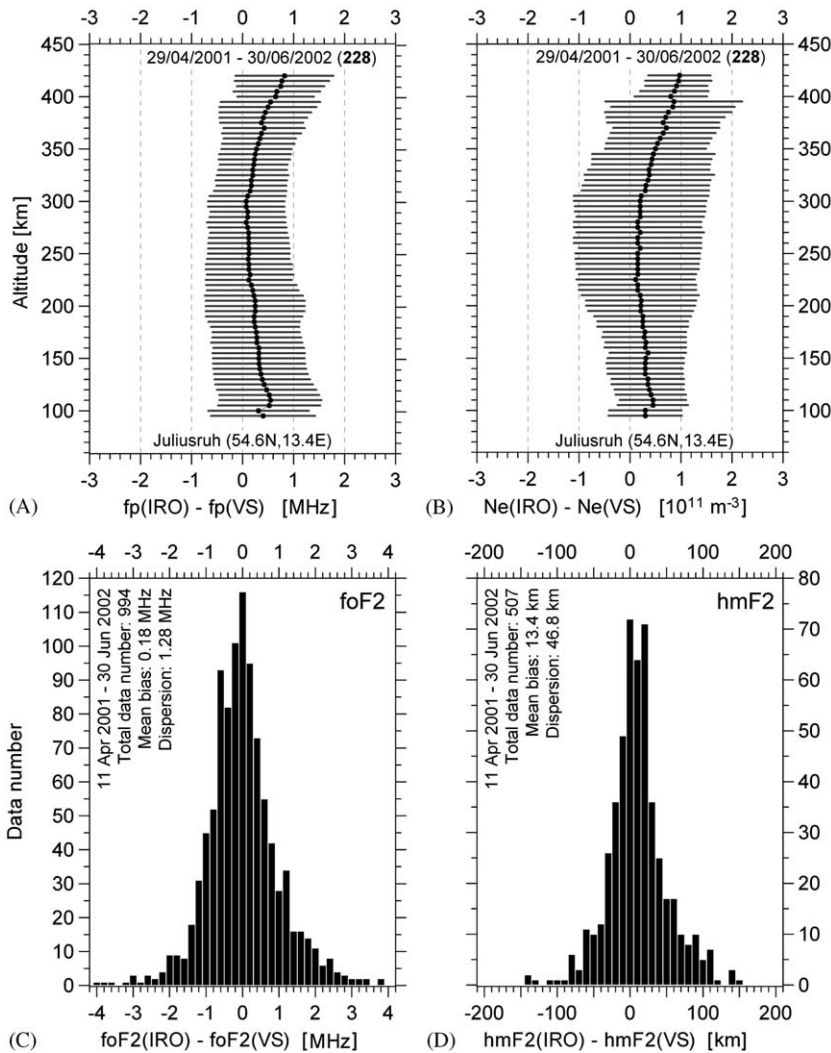 -3 -2 -1 0 1 2 3
450
400
350
300
250
200
150
100
Altitude [km]
29/04/2001 - 30/06/2002 (228)
Juliusruh (54.6N,13.4E)
-3 -2 -1 0 1 2 3
(A) fp(IRO) - fp(VS) [MHz]
-3 -2 -1 0 1 2 3
450
400
350
300
250
200
150
100
29/04/2001 - 30/06/2002 (228)
Juliusruh (54.6N,13.4E)
-3 -2 -1 0 1 2 3
(B) Ne(IRO) - Ne(VS) [10¹¹ m⁻³]
-4 -3 -2 -1 0 1 2 3 4
120
110
100
90
80
70
60
50
40
30
20
10
0
Data number
foF2
11 Apr 2001 - 30 Jun 2002
Total data number: 994
Mean bias: 0.18 MHz
Dispersion: 1.28 MHz
-4 -3 -2 -1 0 1 2 3 4
(C) foF2(IRO) - foF2(VS) [MHz]
-200 -100 0 100 200
80
70
60
50
40
30
20
10
0
hmF2
11 Apr 2001 - 30 Jun 2002
Total data number: 507
Mean bias: 13.4 km
Dispersion: 46.8 km
-200 -100 0 100 200
(D) hmF2(IRO) - hmF2(VS) [km]